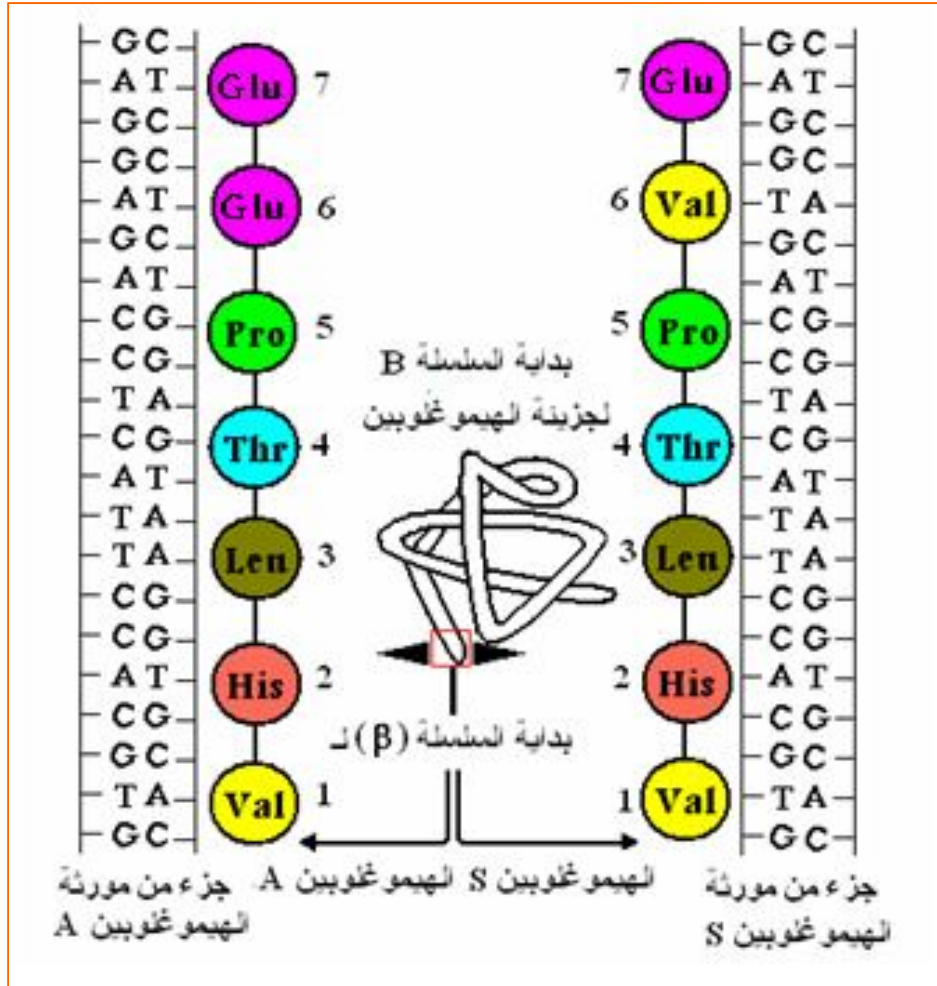 GC
AT
GC
GC
AT
GC
AT
CG
CG
TA
CG
AT
TA
TA
CG
CG
AT
CG
GC
TA
GC
Glu 7
Glu 6
Pro 5
Thr 4
Len 3
His 2
Val 1
بداية السلسلة B
لجزيئة الهيموغلوبين
بداية السلسلة (β) لـ
الهيموغلوبين A
الهيموغلوبين S
7 Glu
6 Val
5 Pro
4 Thr
3 Len
2 His
1 Val
GC
AT
GC
GC
TA
GC
AT
CG
CG
TA
CG
AT
TA
TA
CG
CG
AT
CG
GC
TA
GC
جزء من مورثة
الهيموغلوبين A
جزء من مورثة
الهيموغلوبين S